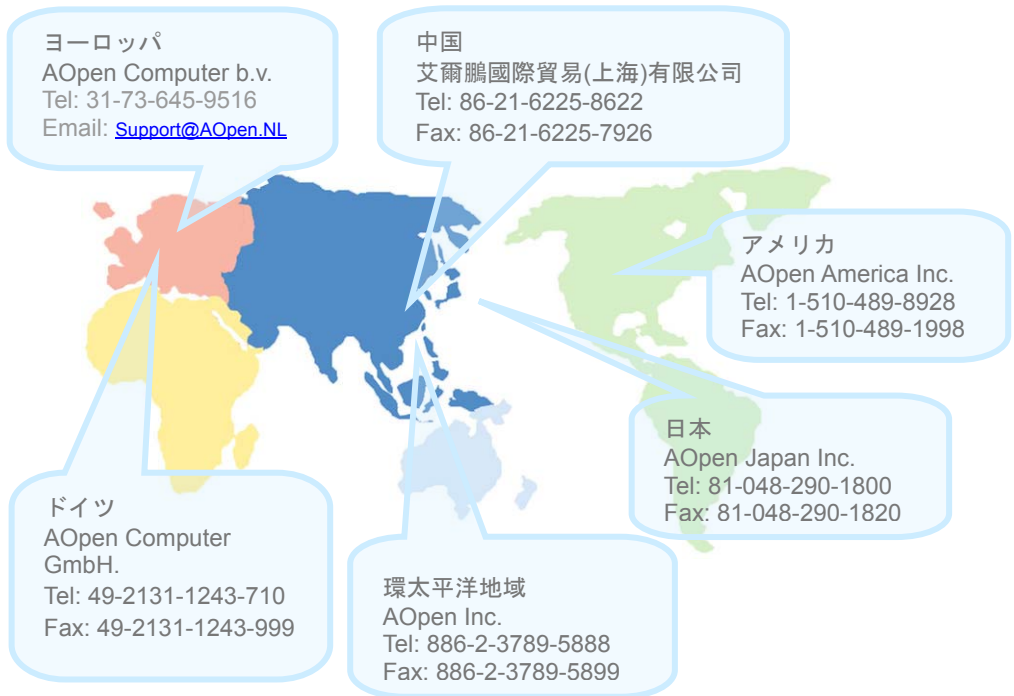 ヨーロッパ
AOpen Computer b.v.
Tel: 31-73-645-9516
Email: Support@AOpen.NL
中国
艾爾鵬國際貿易(上海)有限公司
Tel: 86-21-6225-8622
Fax: 86-21-6225-7926
アメリカ
AOpen America Inc.
Tel: 1-510-489-8928
Fax: 1-510-489-1998
日本
AOpen Japan Inc.
Tel: 81-048-290-1800
Fax: 81-048-290-1820
ドイツ
AOpen Computer
GmbH.
Tel: 49-2131-1243-710
Fax: 49-2131-1243-999
環太平洋地域
AOpen Inc.
Tel: 886-2-3789-5888
Fax: 886-2-3789-5899